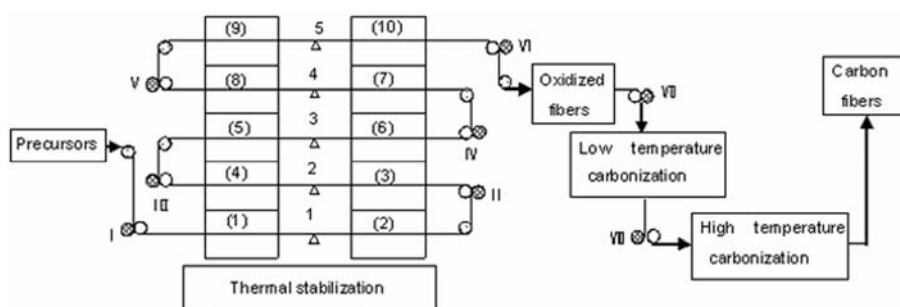 (9) 5 (10)
VI
V
(8) 4 (7)
Oxidized
fibers
VII
Carbon
fibers
3
(5) (6)
IV
Precursors
Low temperature
carbonization
(4) 2 (3)
III
II
I
(1) 1 (2)
VII
High temperature
carbonization
Thermal stabilization